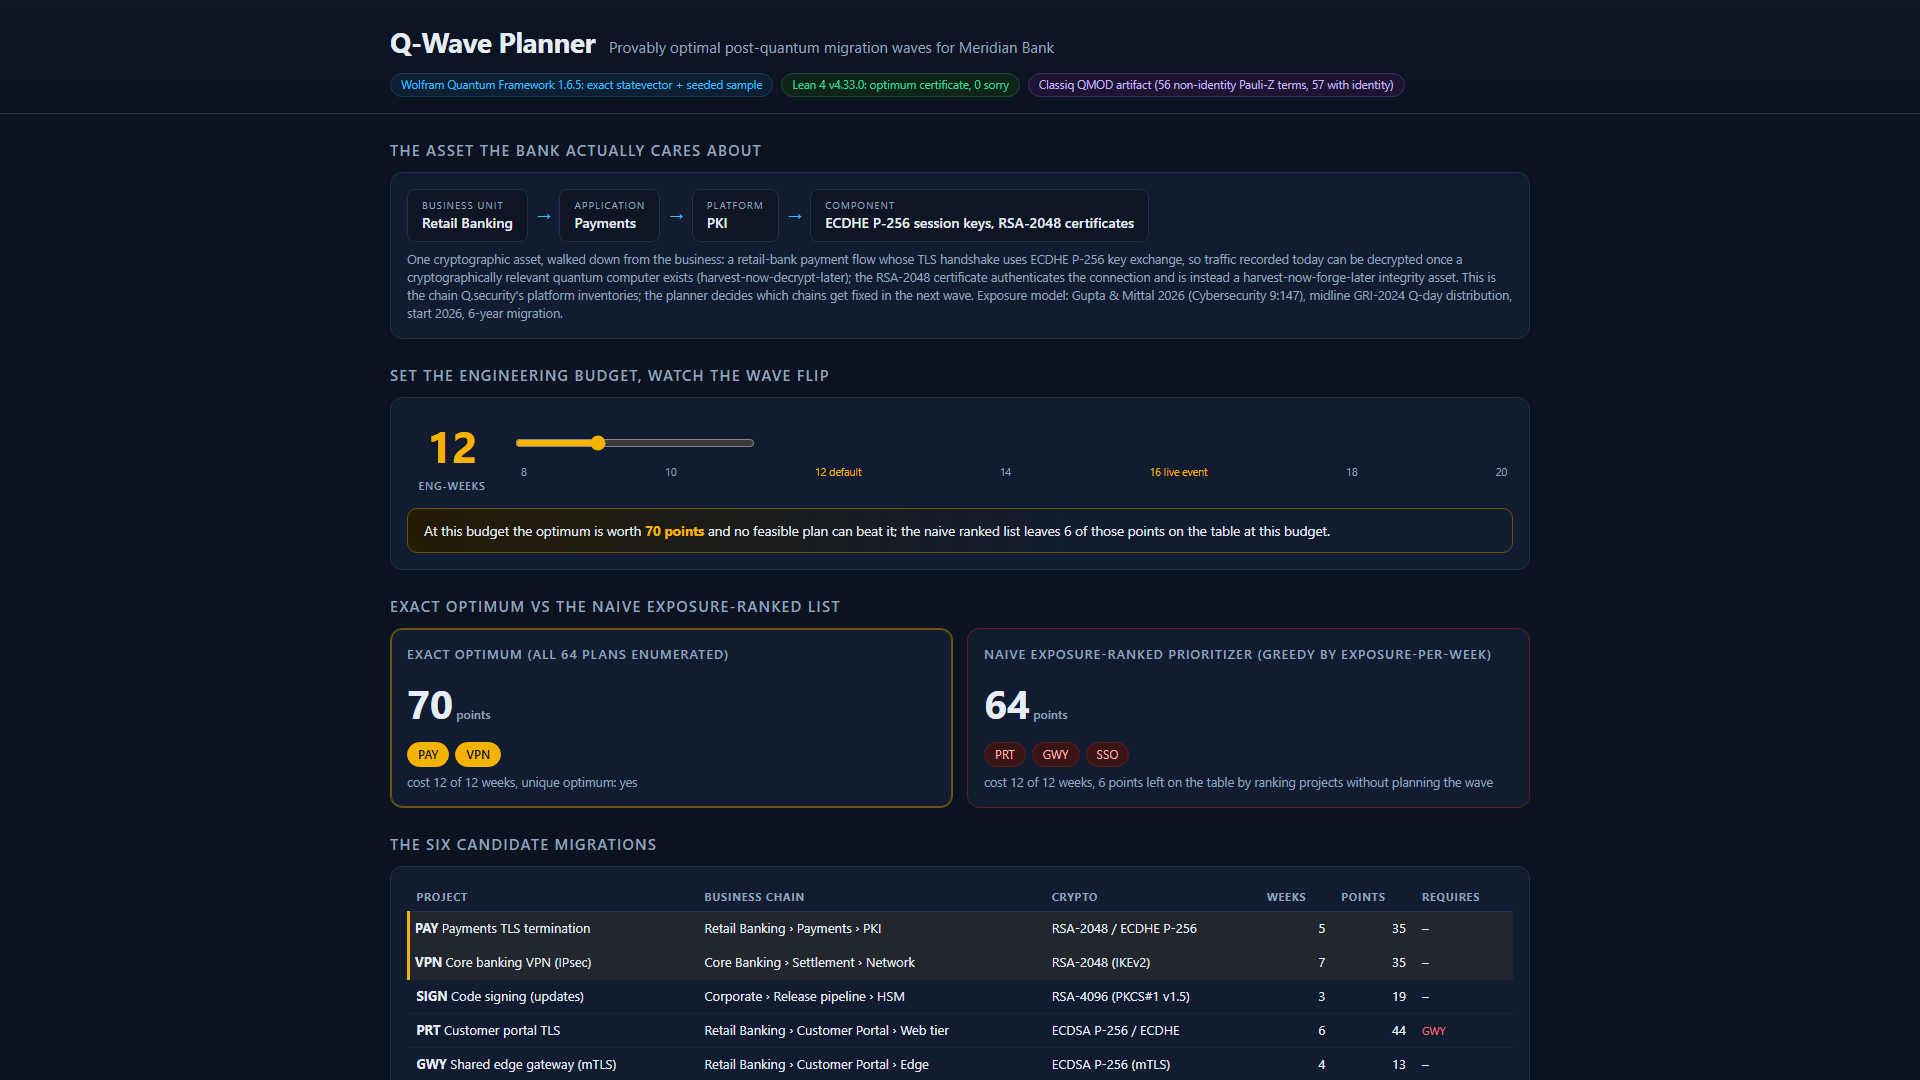 Q-Wave Planner Provably optimal post-quantum migration waves for Meridian Bank
Wolfram Quantum Framework 1.6.5: exact statevector + seeded sample
Lean 4 v4.33.0: optimum certificate, 0 sorry
Classiq QMOD artifact (56 non-identity Pauli-Z terms, 57 with identity)
THE ASSET THE BANK ACTUALLY CARES ABOUT
BUSINESS UNIT
Retail Banking
→
APPLICATION
Payments
→
PLATFORM
PKI
→
COMPONENT
ECDHE P-256 session keys, RSA-2048 certificates
One cryptographic asset, walked down from the business: a retail-bank payment flow whose TLS handshake uses ECDHE P-256 key exchange, so traffic recorded today can be decrypted once a
cryptographically relevant quantum computer exists (harvest-now-decrypt-later); the RSA-2048 certificate authenticates the connection and is instead a harvest-now-forge-later integrity asset. This is
the chain Q.security's platform inventories; the planner decides which chains get fixed in the next wave. Exposure model: Gupta & Mittal 2026 (Cybersecurity 9:147), midline GRI-2024 Q-day distribution,
start 2026, 6-year migration.
SET THE ENGINEERING BUDGET, WATCH THE WAVE FLIP
12
ENG-WEEKS
8 10 12 default 14 16 live event 18 20
At this budget the optimum is worth 70 points and no feasible plan can beat it; the naive ranked list leaves 6 of those points on the table at this budget.
EXACT OPTIMUM VS THE NAIVE EXPOSURE-RANKED LIST
EXACT OPTIMUM (ALL 64 PLANS ENUMERATED)
70 points
PAY VPN
cost 12 of 12 weeks, unique optimum: yes
NAIVE EXPOSURE-RANKED PRIORITIZER (GREEDY BY EXPOSURE-PER-WEEK)
64 points
PRT GWY SSO
cost 12 of 12 weeks, 6 points left on the table by ranking projects without planning the wave
THE SIX CANDIDATE MIGRATIONS
PROJECT BUSINESS CHAIN CRYPTO WEEKS POINTS REQUIRES
PAY Payments TLS termination Retail Banking › Payments › PKI RSA-2048 / ECDHE P-256 5 35 –
VPN Core banking VPN (IPsec) Core Banking › Settlement › Network RSA-2048 (IKEv2) 7 35 –
SIGN Code signing (updates) Corporate › Release pipeline › HSM RSA-4096 (PKCS#1 v1.5) 3 19 –
PRT Customer portal TLS Retail Banking › Customer Portal › Web tier ECDSA P-256 / ECDHE 6 44 GWY
GWY Shared edge gateway (mTLS) Retail Banking › Customer Portal › Edge ECDSA P-256 (mTLS) 4 13 –